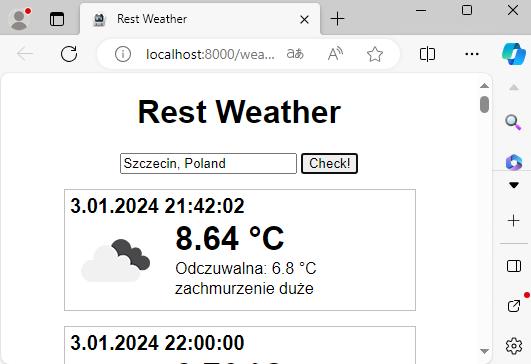 Rest Weather
localhost:8000/wea...
Rest Weather
Szczecin, Poland
Check!
3.01.2024 21:42:02
8.64 °C
Odczuwalna: 6.8 °C
zachmurzenie duże
3.01.2024 22:00:00